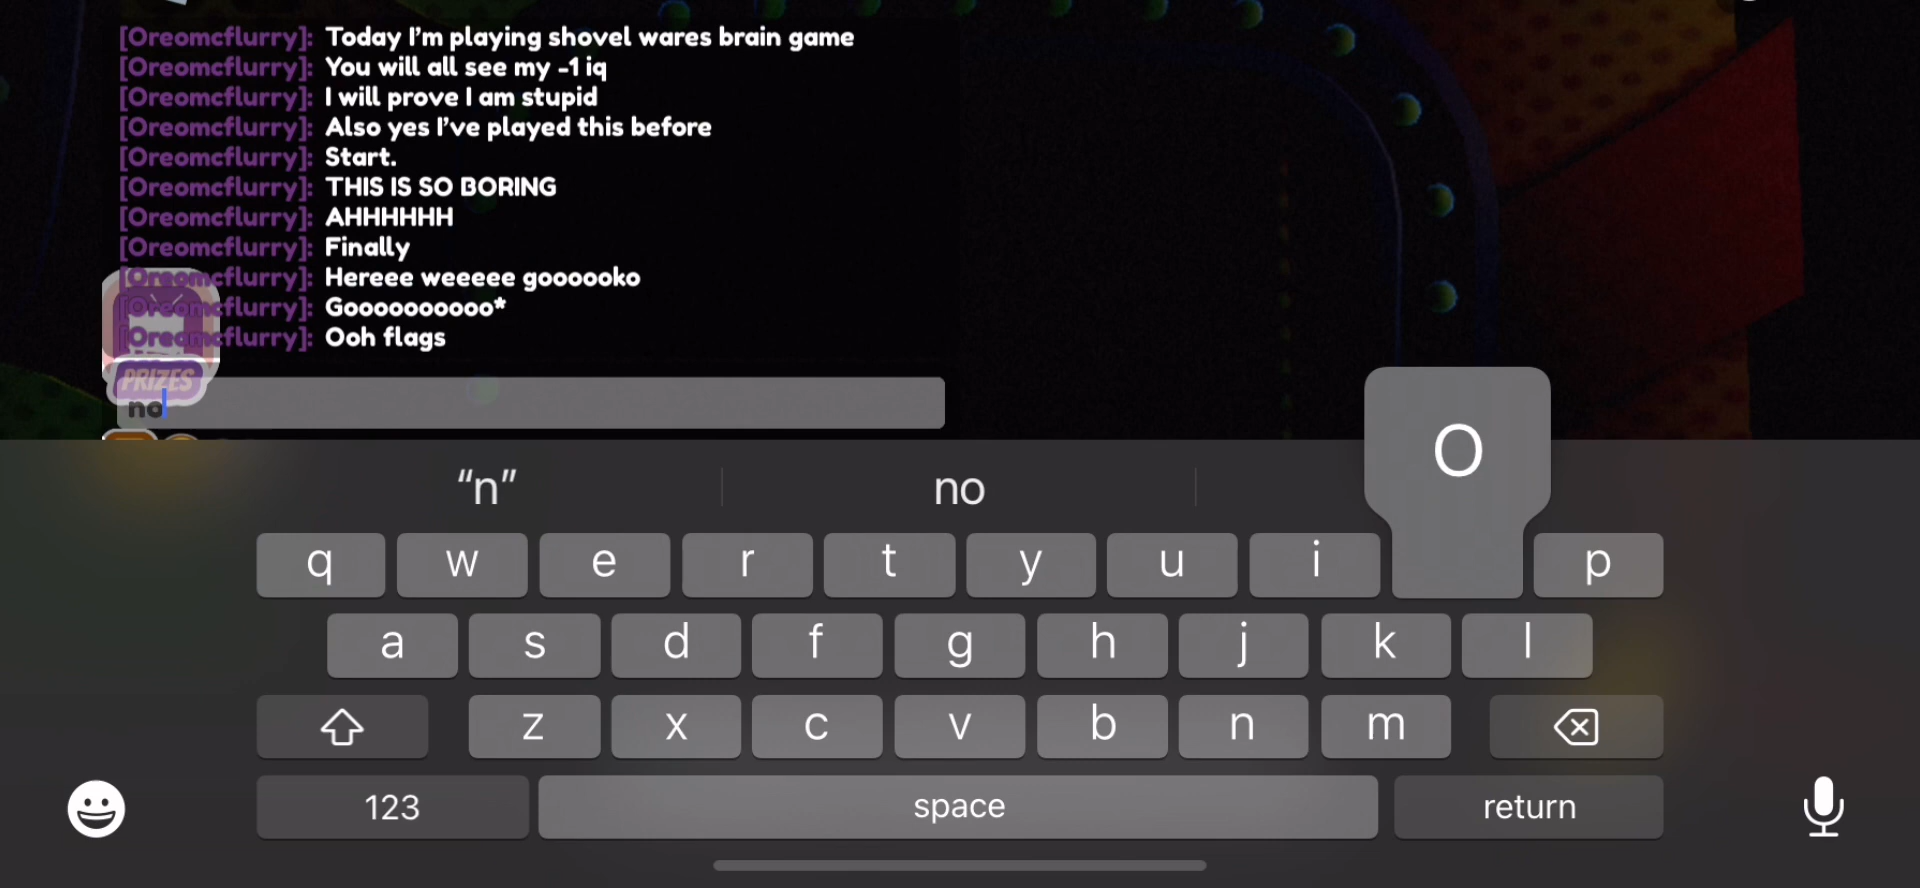 [Oreomcflurry]: Today I’m playing shovel wares brain game
[Oreomcflurry]: You will all see my -1 iq
[Oreomcflurry]: I will prove I am stupid
[Oreomcflurry]: Also yes I’ve played this before
[Oreomcflurry]: Start.
[Oreomcflurry]: THIS IS SO BORING
[Oreomcflurry]: AHHHHHH
[Oreomcflurry]: Finally
[Oreomcflurry]: Hereee weeeee goooooko
[Oreomcflurry]: Goooooooooo*
[Oreomcflurry]: Ooh flags
PRIZES
no
“n” no
O
q w e r t y u i p
a s d f g h j k l
z x c v b n m
123 space return